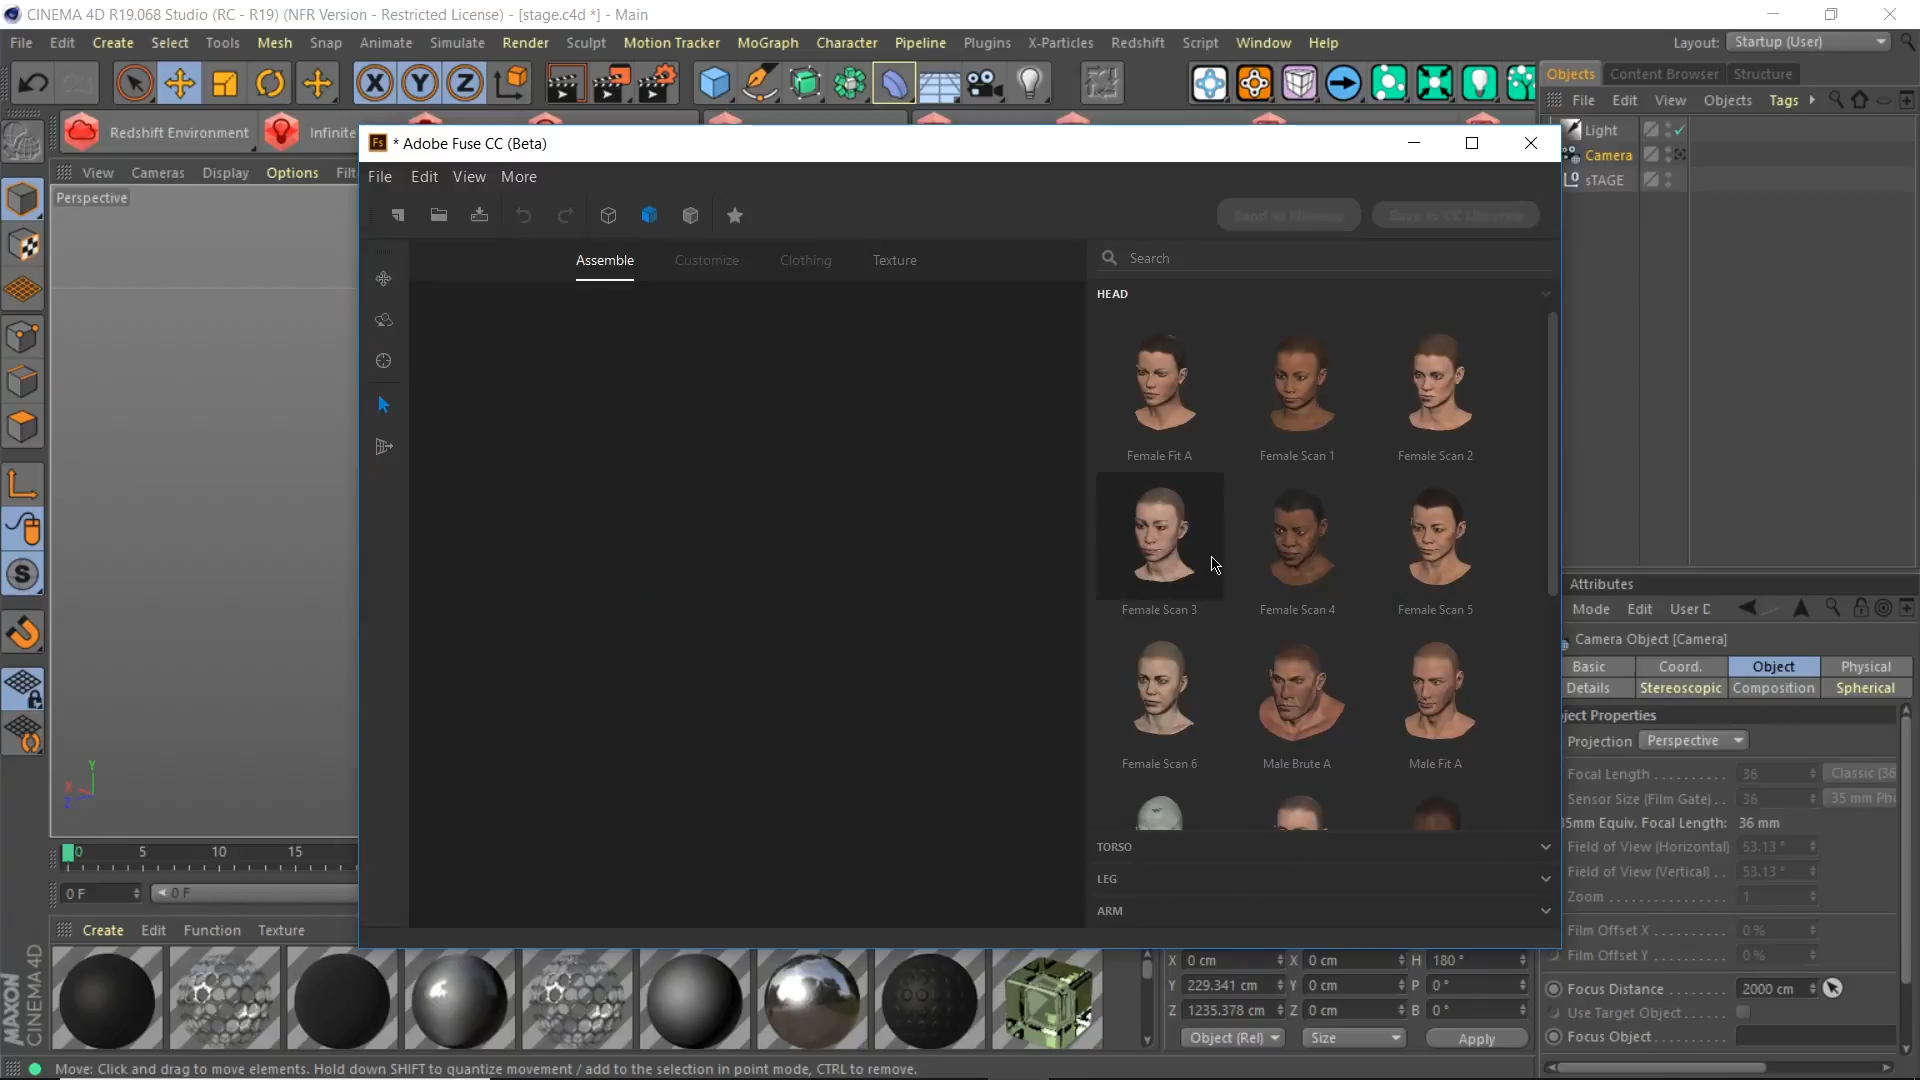 CINEMA 4D R19.068 Studio (RC - R19) (NFR Version - Restricted License) - [stage.c4d *] - Main
File Edit Create Select Tools Mesh Snap Animate Simulate Render Sculpt Motion Tracker MoGraph Character Pipeline Plugins X-Particles Redshift Script Window Help Layout: Startup (User)
X Y Z
Objects Content Browser Structure
File Edit View Objects Tags
Redshift Environment Infinite
Light
Camera
sTAGE
View Cameras Display Options Filt
Perspective
Fs * Adobe Fuse CC (Beta)
File Edit View More
Assemble Customize Clothing Texture
Search
HEAD
Female Fit A Female Scan 1 Female Scan 2
Female Scan 3 Female Scan 4 Female Scan 5
Female Scan 6 Male Brute A Male Fit A
TORSO
LEG
ARM
S
Y
X
Z
0 5 10 15
0 F 0 F
Create Edit Function Texture
MAXON
CINEMA 4D
Attributes
Mode Edit User D
Camera Object [Camera]
Basic Coord. Object Physical
Details Stereoscopic Composition Spherical
ject Properties
Projection Perspective
Focal Length . . . . . . . . . . 36 Classic (36
Sensor Size (Film Gate) . . 36 35 mm Pho
35mm Equiv. Focal Length: 36 mm
Field of View (Horizontal) 53.13 °
Field of View (Vertical) . . 53.13 °
Zoom . . . . . . . . . . . . . . . 1
Film Offset X . . . . . . . . . 0 %
Film Offset Y . . . . . . . . . 0 %
Focus Distance . . . . . . . . 2000 cm
Use Target Object . . . . . .
Focus Object . . . . . . . . . .
X 0 cm X 0 cm H 180 °
Y 229.341 cm Y 0 cm P 0 °
Z 1235.378 cm Z 0 cm B 0 °
Object (Rel) Size Apply
Move: Click and drag to move elements. Hold down SHIFT to quantize movement / add to the selection in point mode, CTRL to remove.